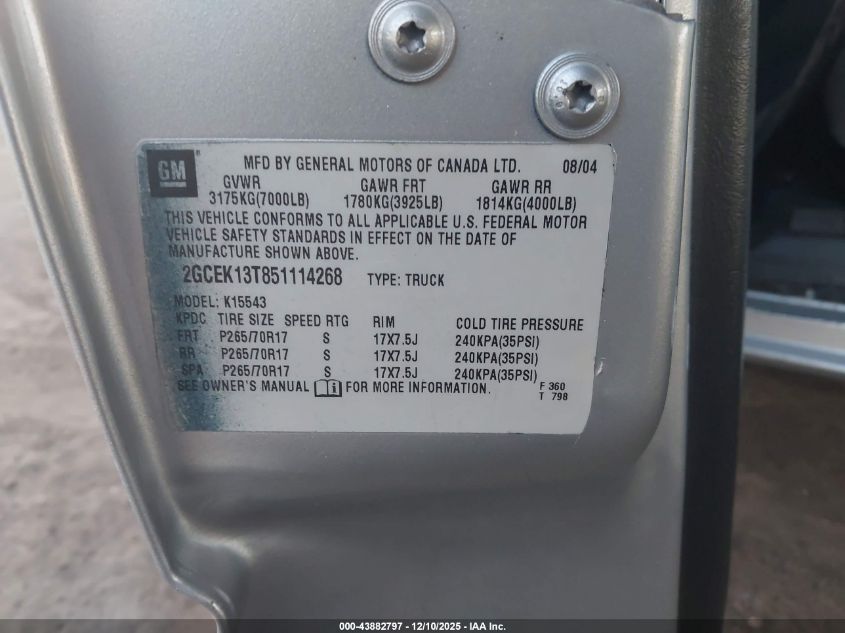 GM
MFD BY GENERAL MOTORS OF CANADA LTD. 08/04
GVWR GAWR FRT GAWR RR
3175KG(7000LB) 1780KG(3925LB) 1814KG(4000LB)
THIS VEHICLE CONFORMS TO ALL APPLICABLE U.S. FEDERAL MOTOR
VEHICLE SAFETY STANDARDS IN EFFECT ON THE DATE OF
MANUFACTURE SHOWN ABOVE.
2GCEK13T851114268 TYPE: TRUCK
MODEL: K15543
KPDC TIRE SIZE SPEED RTG RIM COLD TIRE PRESSURE
FRT P265/70R17 S 17X7.5J 240KPA(35PSI)
RR P265/70R17 S 17X7.5J 240KPA(35PSI)
SPA P265/70R17 S 17X7.5J 240KPA(35PSI)
SEE OWNER'S MANUAL FOR MORE INFORMATION.
F 360
T 798
000-43882797 - 12/10/2025 - IAA Inc.